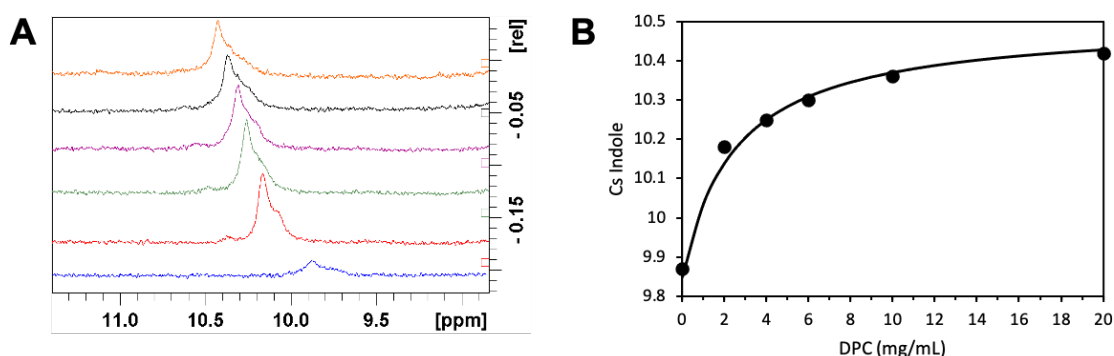 A
[rel]
- 0.05
- 0.15
11.0 10.5 10.0 9.5 [ppm]
B
Cs Indole
10.5
10.4
10.3
10.2
10.1
10
9.9
9.8
0 2 4 6 8 10 12 14 16 18 20
DPC (mg/mL)